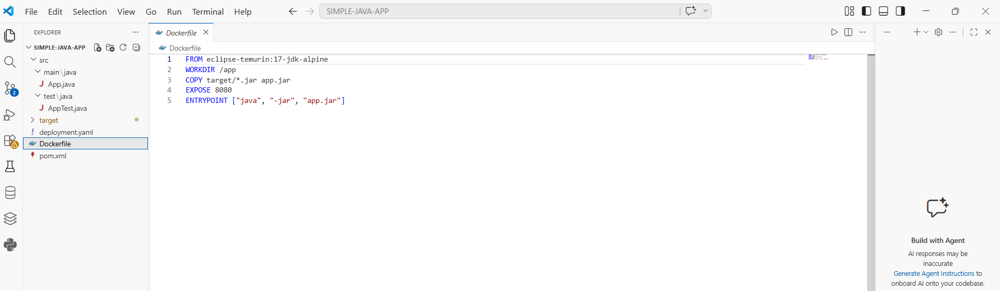 File Edit Selection View Go Run Terminal Help
SIMPLE-JAVA-APP
EXPLORER
SIMPLE-JAVA-APP
src
main\java
App.java
test\java
AppTest.java
target
! deployment.yaml
Dockerfile
pom.xml
2
Dockerfile
Dockerfile
1 FROM eclipse-temurin:17-jdk-alpine
2 WORKDIR /app
3 COPY target/*.jar app.jar
4 EXPOSE 8080
5 ENTRYPOINT ["java", "-jar", "app.jar"]
Build with Agent
AI responses may be
inaccurate
Generate Agent Instructions to
onboard AI onto your codebase.